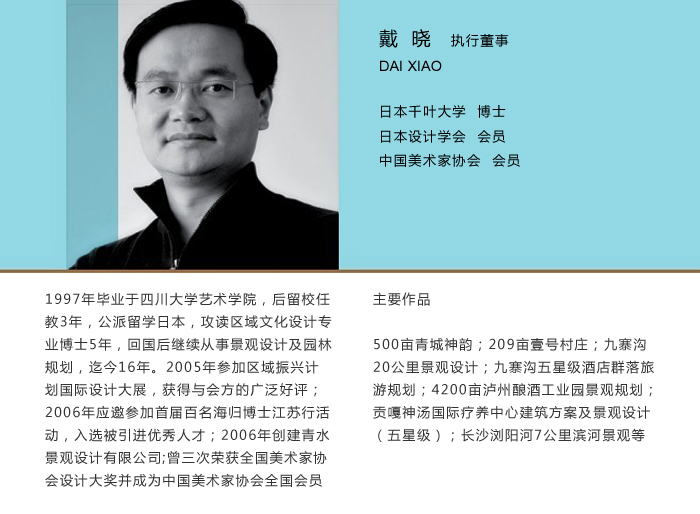 戴 晓 执行董事
DAI XIAO
日本千叶大学 博士
日本设计学会 会员
中国美术家协会 会员
1997年毕业于四川大学艺术学院，后留校任
教3年，公派留学日本，攻读区域文化设计专
业博士5年，回国后继续从事景观设计及园林
规划，迄今16年。2005年参加区域振兴计
划国际设计大展，获得与会方的广泛好评；
2006年应邀参加首届百名海归博士江苏行活
动，入选被引进优秀人才；2006年创建青水
景观设计有限公司;曾三次荣获全国美术家协
会设计大奖并成为中国美术家协会全国会员
主要作品
500亩青城神韵；209亩壹号村庄；九寨沟
20公里景观设计；九寨沟五星级酒店群落旅
游规划；4200亩泸州酿酒工业园景观规划；
贡嘎神汤国际疗养中心建筑方案及景观设计
（五星级）；长沙浏阳河7公里滨河景观等